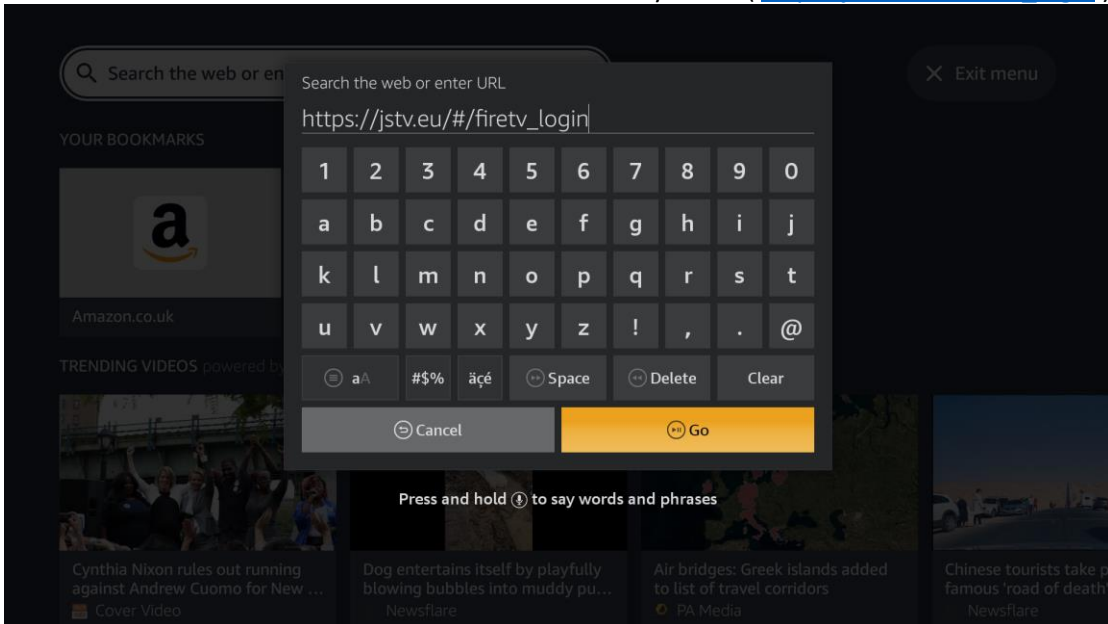 Search the web or en
Exit menu
Search the web or enter URL
https://jstv.eu/#/firetv_login
YOUR BOOKMARKS
a
Amazon.co.uk
1 2 3 4 5 6 7 8 9 0
a b c d e f g h i j
k l m n o p q r s t
u v w x y z ! , . @
aA #$% äçé Space Delete Clear
Cancel Go
Press and hold to say words and phrases
TRENDING VIDEOS powered by
Cynthia Nixon rules out running
against Andrew Cuomo for New ...
Cover Video
Dog entertains itself by playfully
blowing bubbles into muddy pu...
Newsflare
Air bridges: Greek islands added
to list of travel corridors
PA Media
Chinese tourists take p
famous 'road of death'
Newsflare